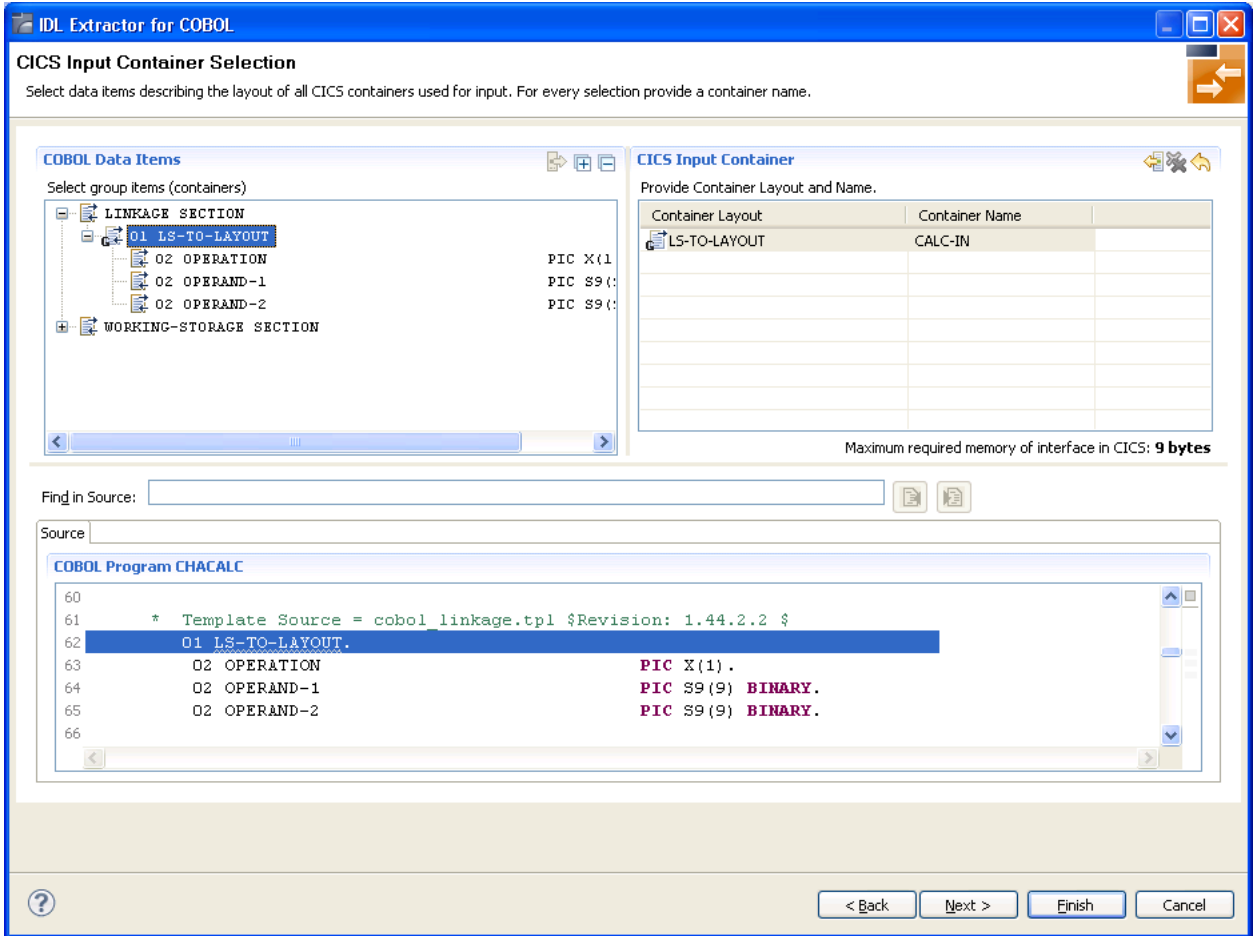 IDL Extractor for COBOL
CICS Input Container Selection
Select data items describing the layout of all CICS containers used for input. For every selection provide a container name.
COBOL Data Items
Select group items (containers)
LINKAGE SECTION
01 LS-TO-LAYOUT
02 OPERATION PIC X(1
02 OPERAND-1 PIC S9(
02 OPERAND-2 PIC S9(
WORKING-STORAGE SECTION
CICS Input Container
Provide Container Layout and Name.
Container Layout Container Name
LS-TO-LAYOUT CALC-IN
Maximum required memory of interface in CICS: 9 bytes
Find in Source:
Source
COBOL Program CHACALC
60
61 * Template Source = cobol_linkage.tpl $Revision: 1.44.2.2 $
62 01 LS-TO-LAYOUT.
63 02 OPERATION PIC X(1).
64 02 OPERAND-1 PIC S9(9) BINARY.
65 02 OPERAND-2 PIC S9(9) BINARY.
66
< Back Next > Finish Cancel